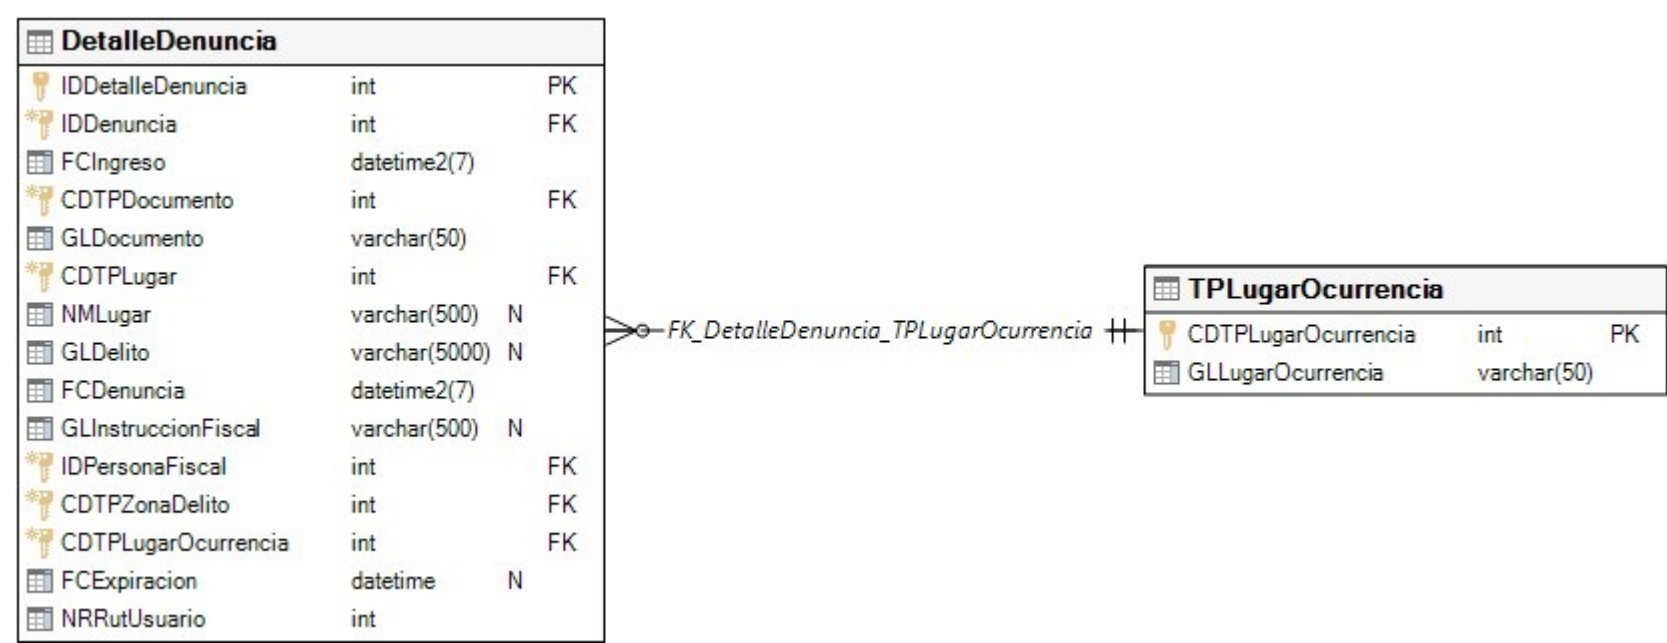 DetalleDenuncia
IDDetalleDenuncia int PK
IDDenuncia int FK
FCIngreso datetime2(7)
CDTPDocumento int FK
GLDocumento varchar(50)
CDTPLugar int FK
NMLugar varchar(500) N
GLDelito varchar(5000) N
FCDenuncia datetime2(7)
GLInstruccionFiscal varchar(500) N
IDPersonaFiscal int FK
CDTPZonaDelito int FK
CDTPLugarOcurrencia int FK
FCExpiracion datetime N
NRRutUsuario int
FK_DetalleDenuncia_TPLugarOcurrencia
TPLugarOcurrencia
CDTPLugarOcurrencia int PK
GLLugarOcurrencia varchar(50)